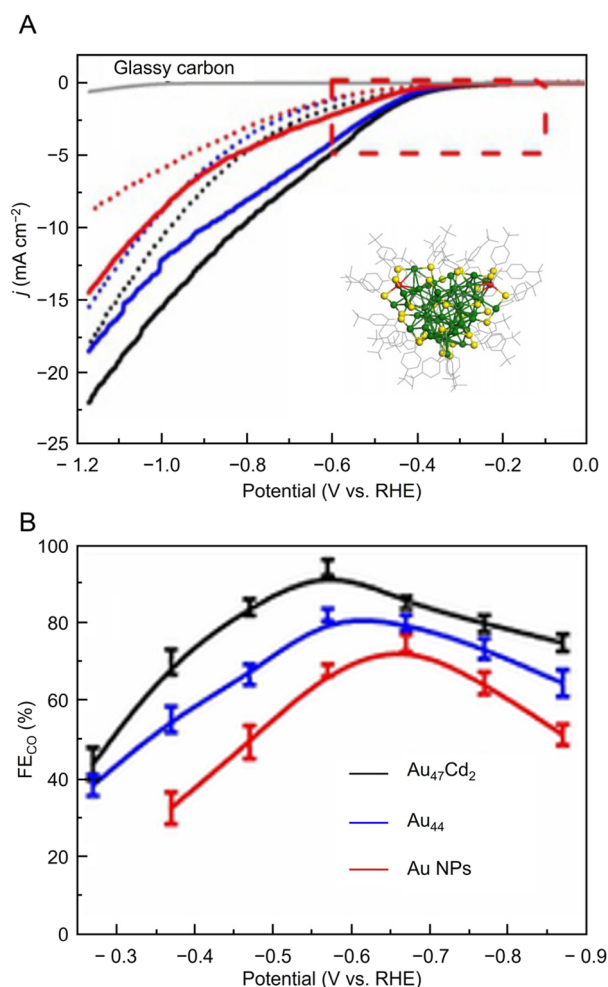 A
Glassy carbon
0
−5
−10
−15
−20
−25
j (mA cm⁻²)
− 1.2 −1.0 −0.8 −0.6 −0.4 −0.2 0.0
Potential (V vs. RHE)
B
100
80
60
40
20
0
FE_CO (%)
Au₄₇Cd₂
Au₄₄
Au NPs
− 0.3 −0.4 −0.5 −0.6 −0.7 −0.8 − 0.9
Potential (V vs. RHE)